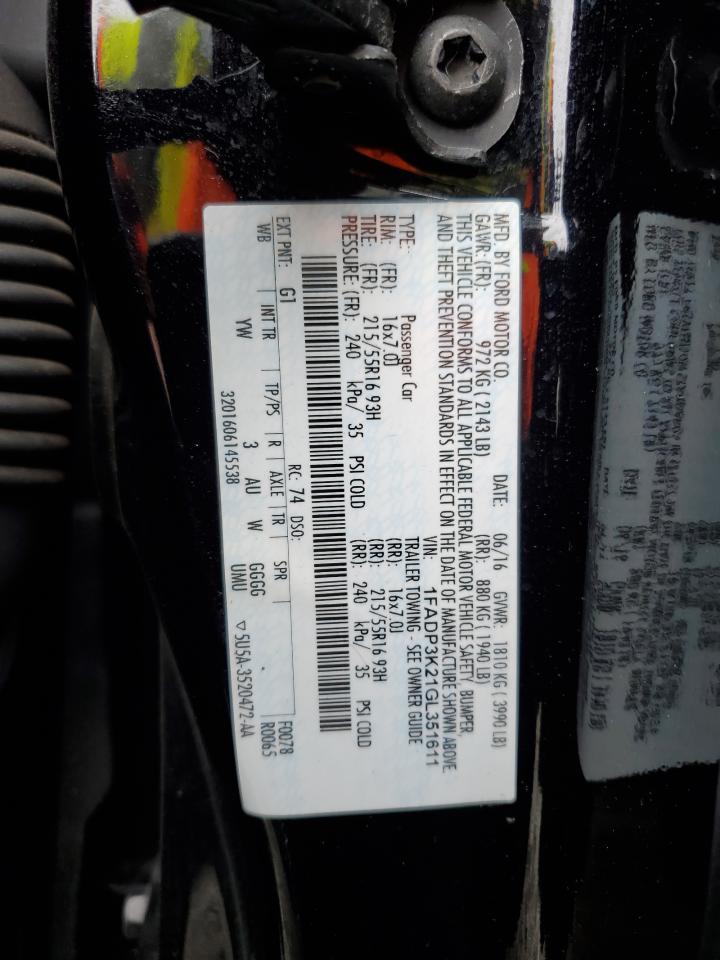 MFD. BY FORD MOTOR CO. DATE: 06/16 GVWR: 1810 KG ( 3990 LB)
GAWR: (FR): 972 KG ( 2143 LB) (RR): 880 KG ( 1940 LB)
THIS VEHICLE CONFORMS TO ALL APPLICABLE FEDERAL MOTOR VEHICLE SAFETY, BUMPER,
AND THEFT PREVENTION STANDARDS IN EFFECT ON THE DATE OF MANUFACTURE SHOWN ABOVE.
VIN: 1FADP3K21GL351611
TYPE: Passenger Car TRAILER TOWING - SEE OWNER GUIDE
RIM: (FR): 16x7.0J (RR): 16x7.0J
TIRE: (FR): 215/55R16 93H (RR): 215/55R16 93H
PRESSURE: (FR): 240 kPa/ 35 PSI COLD (RR): 240 kPa/ 35 PSI COLD
RC: 74 DSO: F0078
EXT PNT: G1 R0065
WB INT TR TP/PS R AXLE TR SPR
YW 3 AU W GGGG UMU
3201606145538 ▽5U5A-3520472-AA